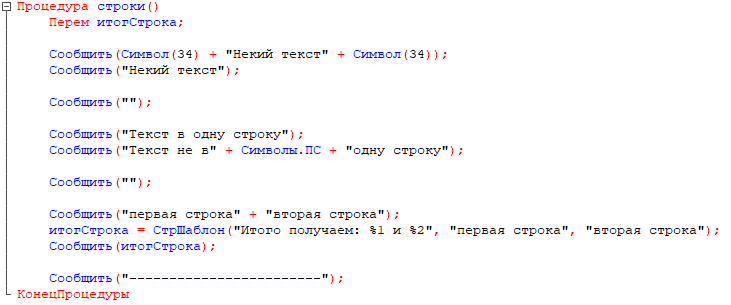 Процедура строки()
Перем итогСтрока;
Сообщить(Символ(34) + "Некий текст" + Символ(34));
Сообщить("Некий текст");
Сообщить("");
Сообщить("Текст в одну строку");
Сообщить("Текст не в" + Символы.ПС + "одну строку");
Сообщить("");
Сообщить("первая строка" + "вторая строка");
итогСтрока = СтрШаблон("Итого получаем: %1 и %2", "первая строка", "вторая строка");
Сообщить(итогСтрока);
Сообщить("------------------------");
КонецПроцедуры